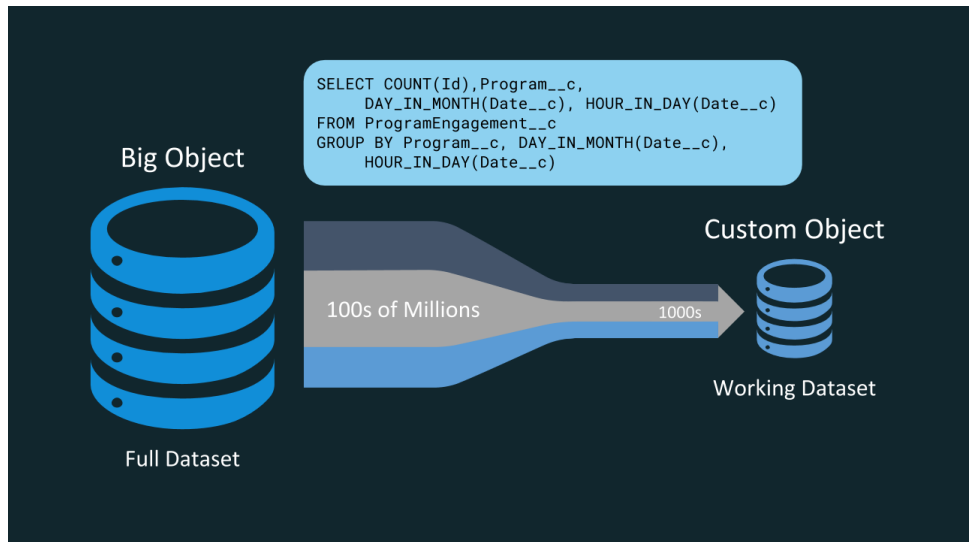 SELECT COUNT(Id),Program__c,
DAY_IN_MONTH(Date__c), HOUR_IN_DAY(Date__c)
FROM ProgramEngagement__c
GROUP BY Program__c, DAY_IN_MONTH(Date__c),
HOUR_IN_DAY(Date__c)
Big Object
Custom Object
100s of Millions
1000s
Working Dataset
Full Dataset